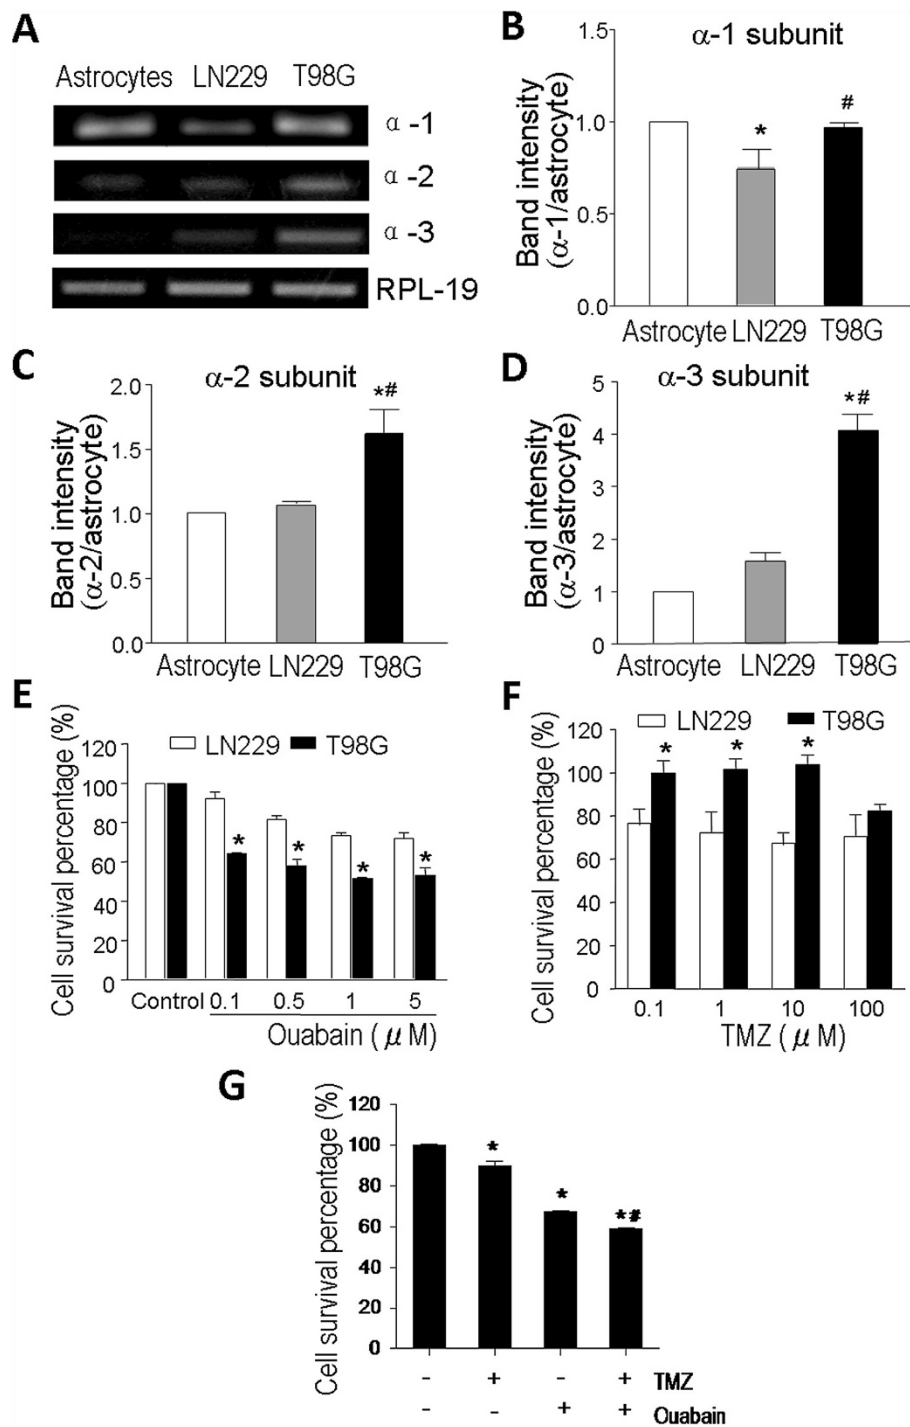 A
Astrocytes LN229 T98G
α-1
α-2
α-3
RPL-19
B
α-1 subunit
Band intensity
(α-1/astrocyte)
1.5
1.0
0.5
0.0
*
#
Astrocyte LN229 T98G
C
α-2 subunit
Band intensity
(α-2/astrocyte)
2.0
1.5
1.0
0.5
0.0
*#
Astrocyte LN229 T98G
D
α-3 subunit
Band intensity
(α-3/astrocyte)
5
4
3
2
1
0
*#
Astrocyte LN229 T98G
E
Cell survival percentage (%)
LN229 T98G
120
100
80
60
40
20
0
* * * *
Control 0.1 0.5 1 5
Ouabain ( μ M)
F
Cell survival percentage (%)
LN229 T98G
120
100
80
60
40
20
0
* * *
0.1 1 10 100
TMZ ( μ M)
G
Cell survival percentage (%)
120
100
80
60
40
20
0
* * *#
- + - + TMZ
- - + + Ouabain